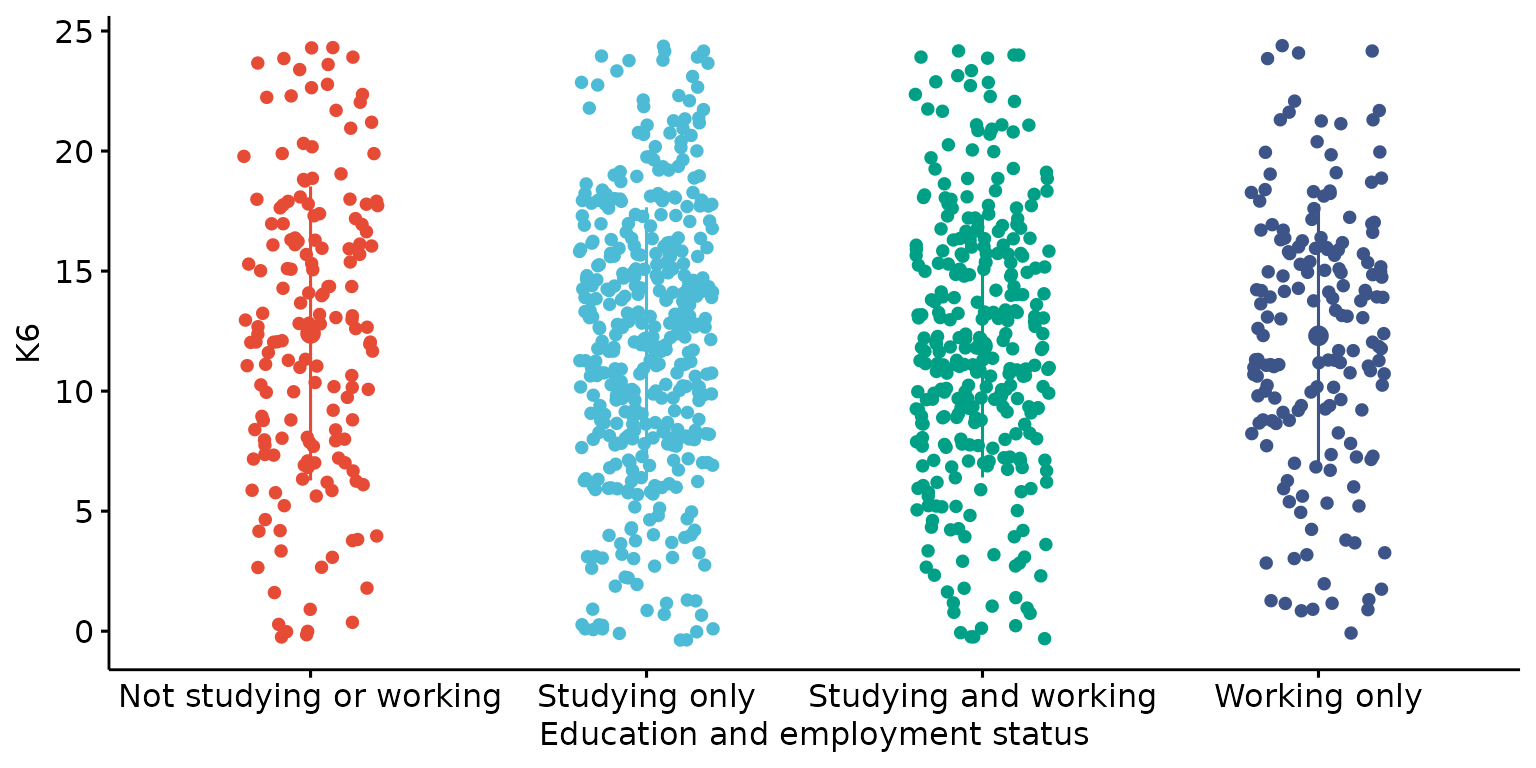 25
20
15
10
5
0
K6
Not studying or working
Studying only
Studying and working
Working only
Education and employment status